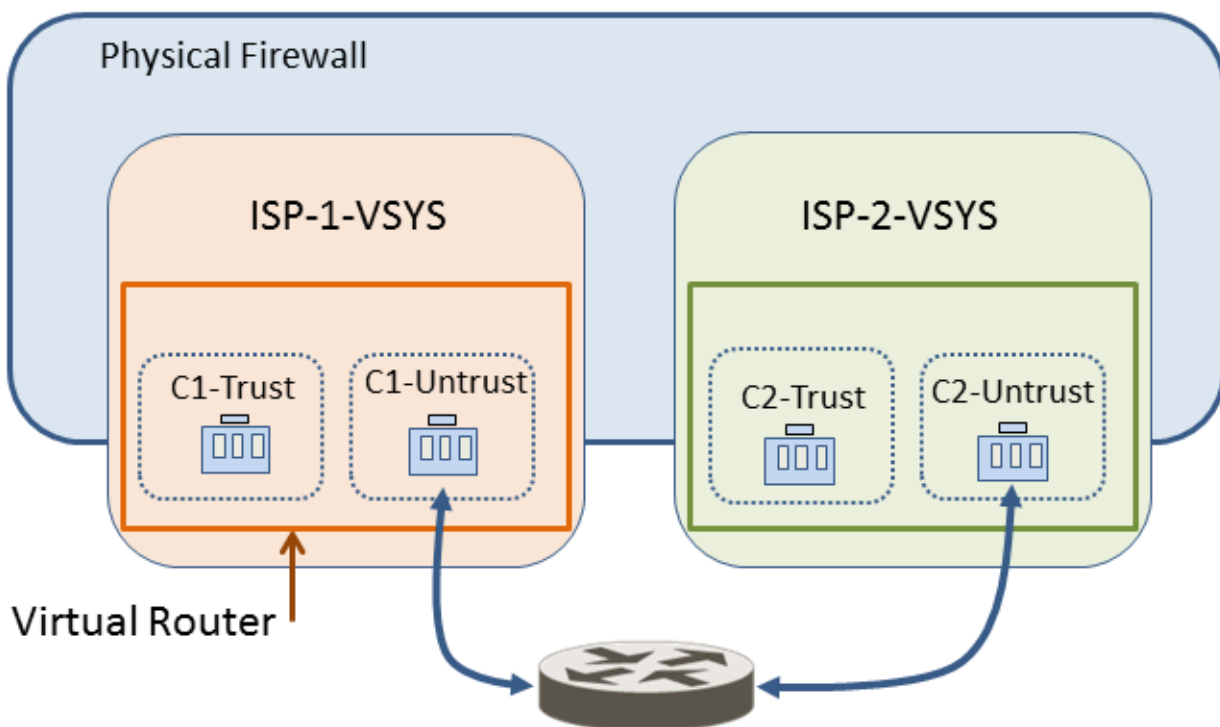 Physical Firewall
ISP-1-VSYS
ISP-2-VSYS
C1-Trust
C1-Untrust
C2-Trust
C2-Untrust
Virtual Router